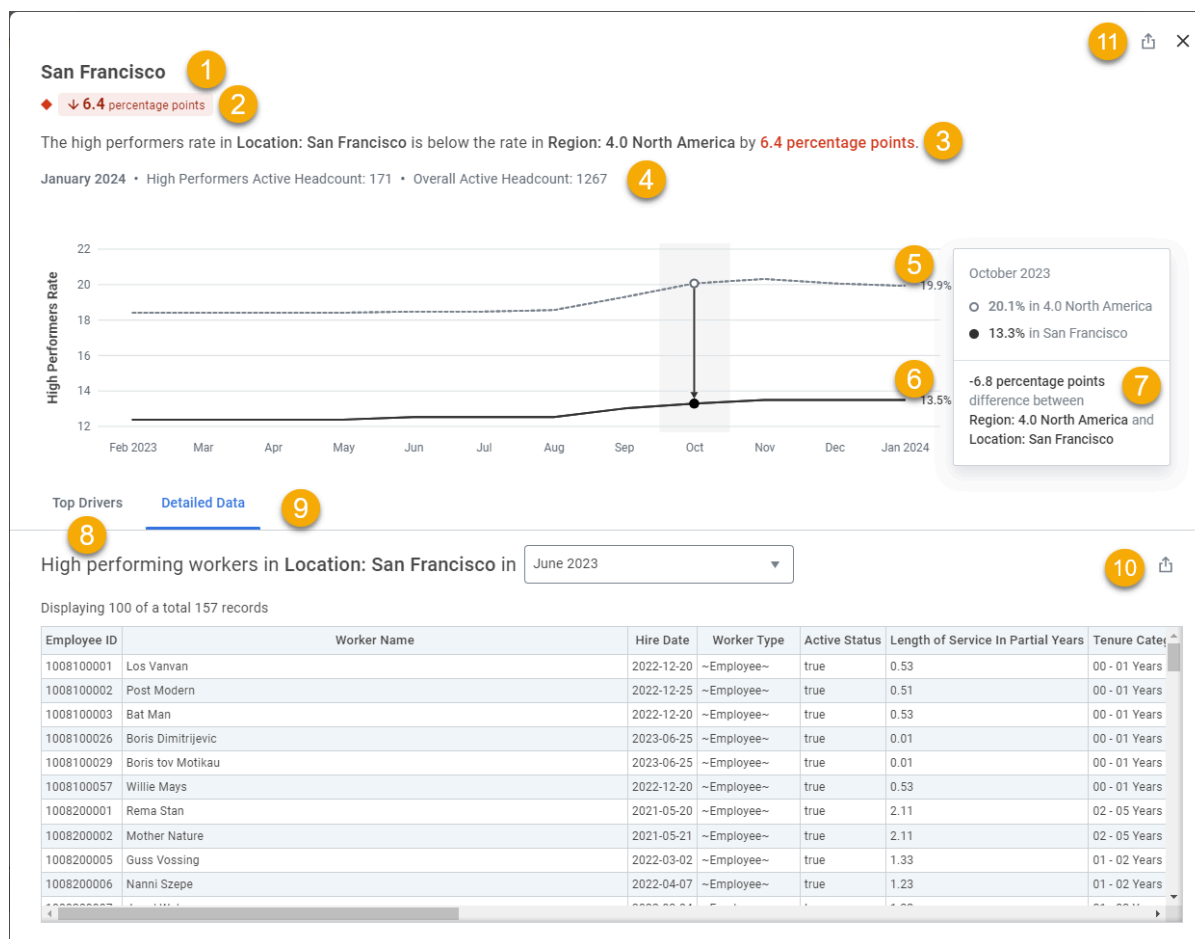 11
San Francisco 1
6.4 percentage points 2
The high performers rate in Location: San Francisco is below the rate in Region: 4.0 North America by 6.4 percentage points. 3
January 2024 • High Performers Active Headcount: 171 • Overall Active Headcount: 1267 4
High Performers Rate
22
20
18
16
14
12
5
19.9%
6
13.5%
Feb 2023 Mar Apr May Jun Jul Aug Sep Oct Nov Dec Jan 2024
October 2023
20.1% in 4.0 North America
13.3% in San Francisco
-6.8 percentage points 7
difference between
Region: 4.0 North America and
Location: San Francisco
Top Drivers Detailed Data 9
8
High performing workers in Location: San Francisco in June 2023 10
Displaying 100 of a total 157 records
Employee ID Worker Name Hire Date Worker Type Active Status Length of Service In Partial Years Tenure Categ
1008100001 Los Vanvan 2022-12-20 ~Employee~ true 0.53 00 - 01 Years
1008100002 Post Modern 2022-12-25 ~Employee~ true 0.51 00 - 01 Years
1008100003 Bat Man 2022-12-20 ~Employee~ true 0.53 00 - 01 Years
1008100026 Boris Dimitrijevic 2023-06-25 ~Employee~ true 0.01 00 - 01 Years
1008100029 Boris tov Motikau 2023-06-25 ~Employee~ true 0.01 00 - 01 Years
1008100057 Willie Mays 2022-12-20 ~Employee~ true 0.53 00 - 01 Years
1008200001 Rema Stan 2021-05-20 ~Employee~ true 2.11 02 - 05 Years
1008200002 Mother Nature 2021-05-21 ~Employee~ true 2.11 02 - 05 Years
1008200005 Guss Vossing 2022-03-02 ~Employee~ true 1.33 01 - 02 Years
1008200006 Nanni Szepe 2022-04-07 ~Employee~ true 1.23 01 - 02 Years